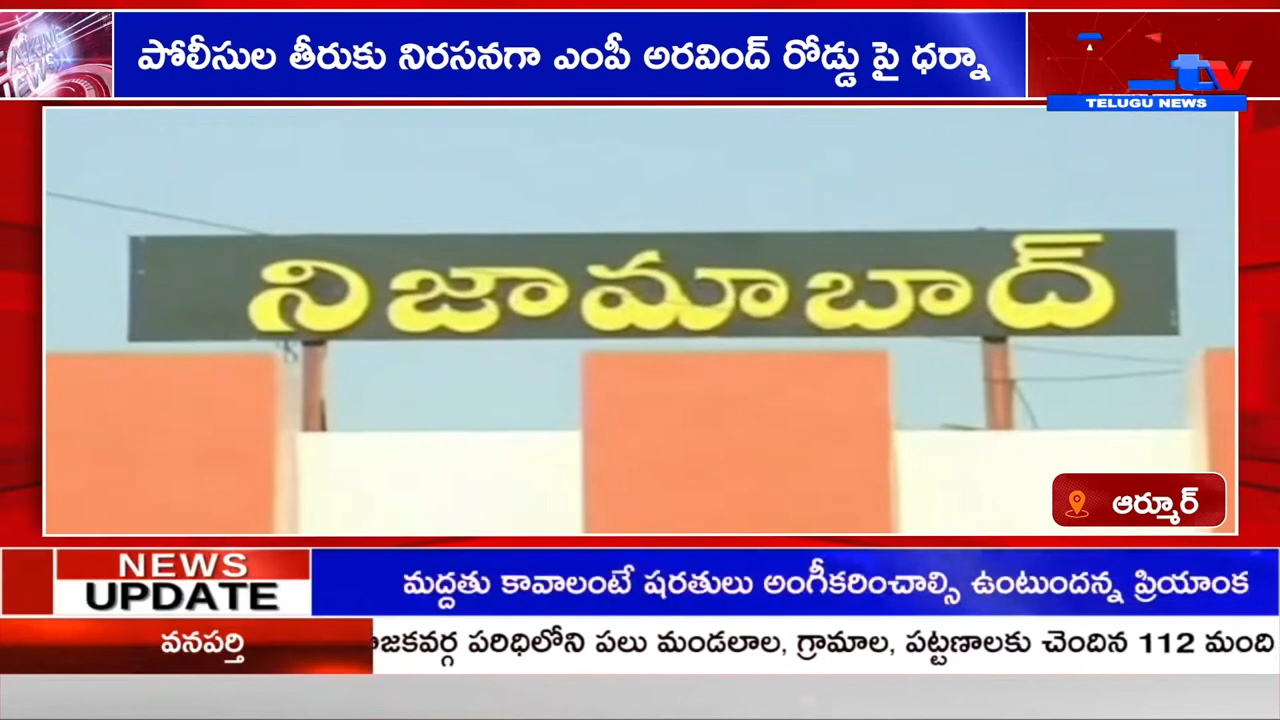 పోలీసుల తీరుకు నిరసనగా ఎంపీ అరవింద్ రోడ్డు పై ధర్నా
tv
TELUGU NEWS
నిజామాబాద్
ఆర్మూర్
NEWS
UPDATE
మద్దతు కావాలంటే షరతులు అంగీకరించాల్సి ఉంటుందన్న ప్రియాంక
వనపర్తి
పరిధిలోని పలు మండలాల, గ్రామాల, పట్టణాలకు చెందిన 112 మంది